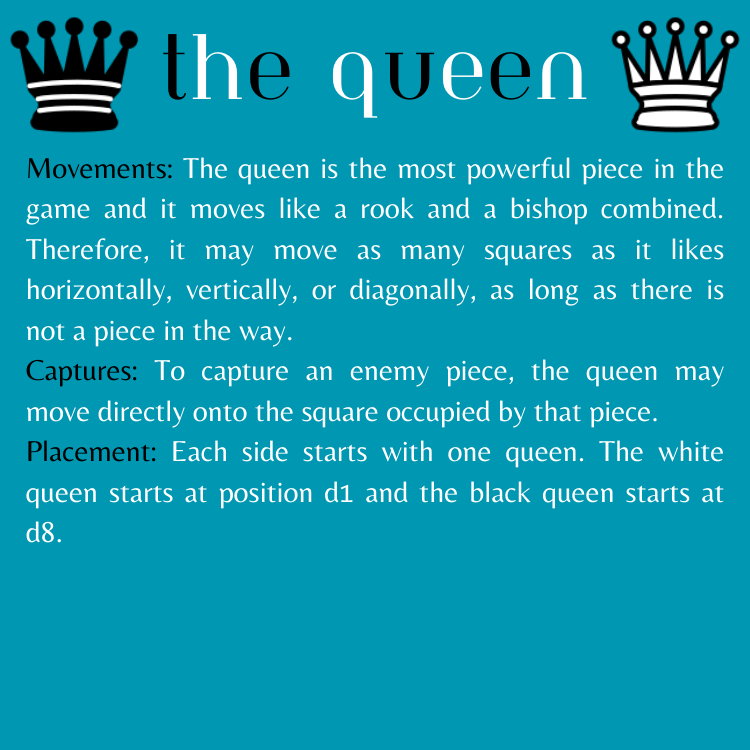 the queen
Movements: The queen is the most powerful piece in the
game and it moves like a rook and a bishop combined.
Therefore, it may move as many squares as it likes
horizontally, vertically, or diagonally, as long as there is
not a piece in the way.
Captures: To capture an enemy piece, the queen may
move directly onto the square occupied by that piece.
Placement: Each side starts with one queen. The white
queen starts at position d1 and the black queen starts at
d8.